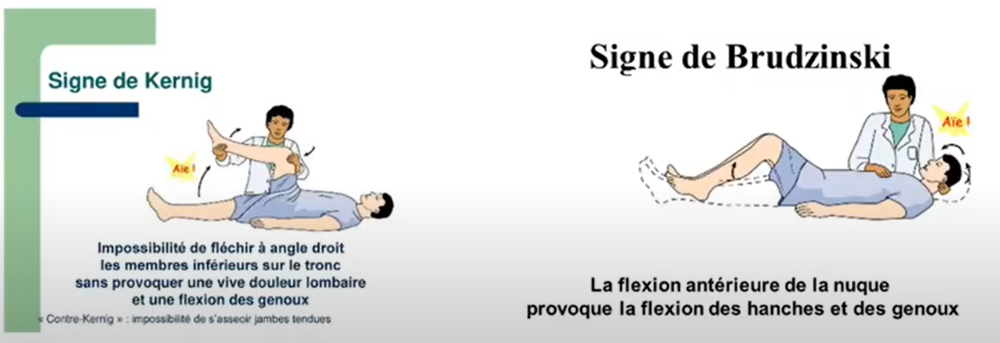 Signe de Kernig
Aïe !
Impossibilité de fléchir à angle droit
les membres inférieurs sur le tronc
sans provoquer une vive douleur lombaire
et une flexion des genoux
« Contre-Kernig » : impossibilité de s'asseoir jambes tendues
Signe de Brudzinski
Aïe !
La flexion antérieure de la nuque
provoque la flexion des hanches et des genoux